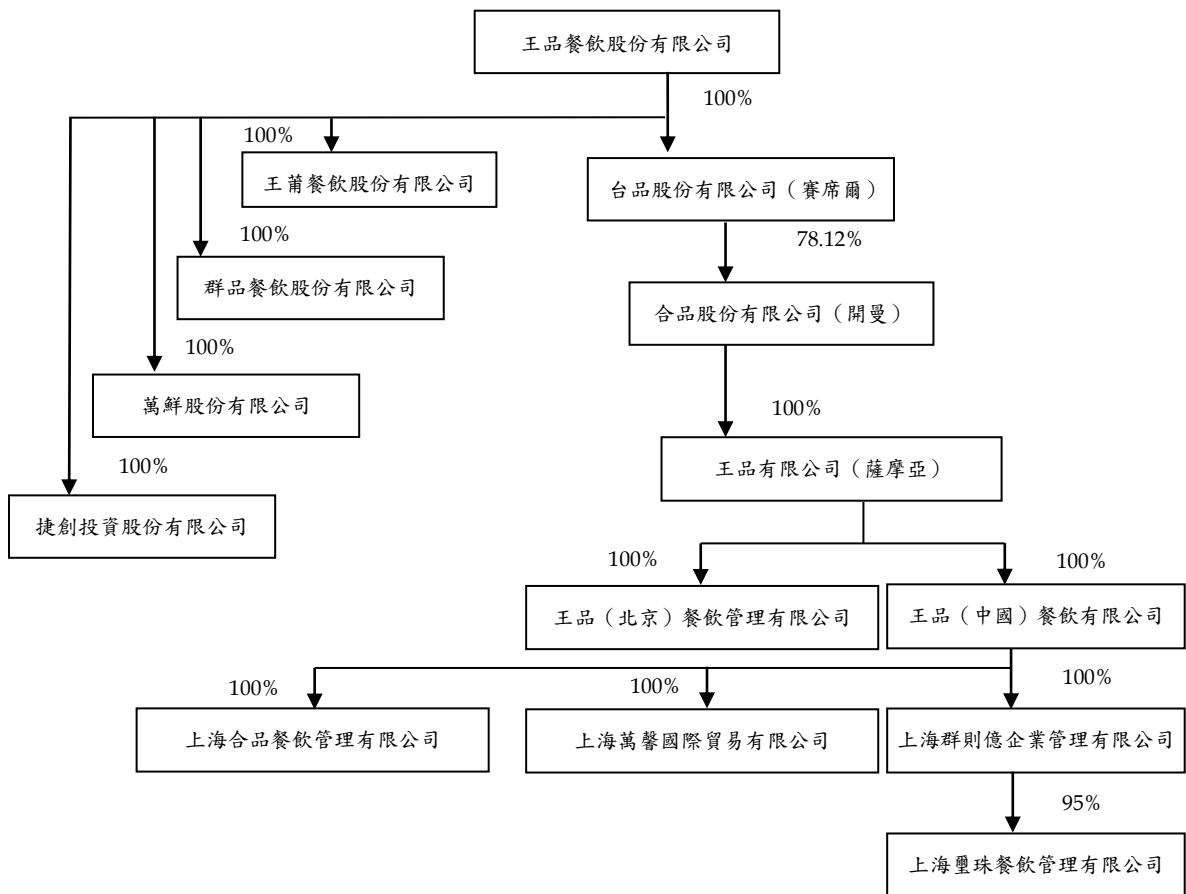 王品餐飲股份有限公司
100%
100%
王莆餐飲股份有限公司
台品股份有限公司（賽席爾）
100%
78.12%
群品餐飲股份有限公司
合品股份有限公司（開曼）
100%
萬鮮股份有限公司
100%
王品有限公司（薩摩亞）
100%
捷創投資股份有限公司
100%
100%
王品（北京）餐飲管理有限公司
王品（中國）餐飲有限公司
100%
100%
100%
上海合品餐飲管理有限公司
上海萬馨國際貿易有限公司
上海群則億企業管理有限公司
95%
上海璽珠餐飲管理有限公司